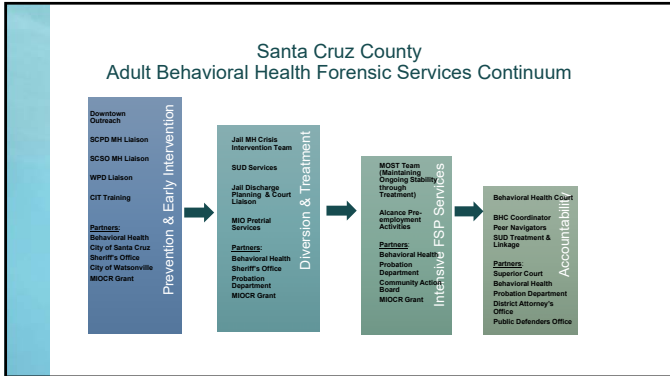 Santa Cruz County
Adult Behavioral Health Forensic Services Continuum
Downtown
Outreach
SCPD MH Liaison
SCSO MH Liaison
WPD Liaison
CIT Training
Partners:
Behavioral Health
City of Santa Cruz
Sheriff's Office
City of Watsonville
MIOCR Grant
Prevention & Early Intervention
Jail MH Crisis
Intervention Team
SUD Services
Jail Discharge
Planning & Court
Liaison
MIO Pretrial
Services
Partners:
Behavioral Health
Sheriff's Office
Probation
Department
MIOCR Grant
Diversion & Treatment
MOST Team
(Maintaining
Ongoing Stability
through
Treatment)
Alcance Pre-
employment
Activities
Partners:
Behavioral Health
Probation
Department
Community Action
Board
MIOCR Grant
Intensive FSP Services
Behavioral Health Court
BHC Coordinator
Peer Navigators
SUD Treatment &
Linkage
Partners:
Superior Court
Behavioral Health
Probation Department
District Attorney's
Office
Public Defenders Office
Accountability